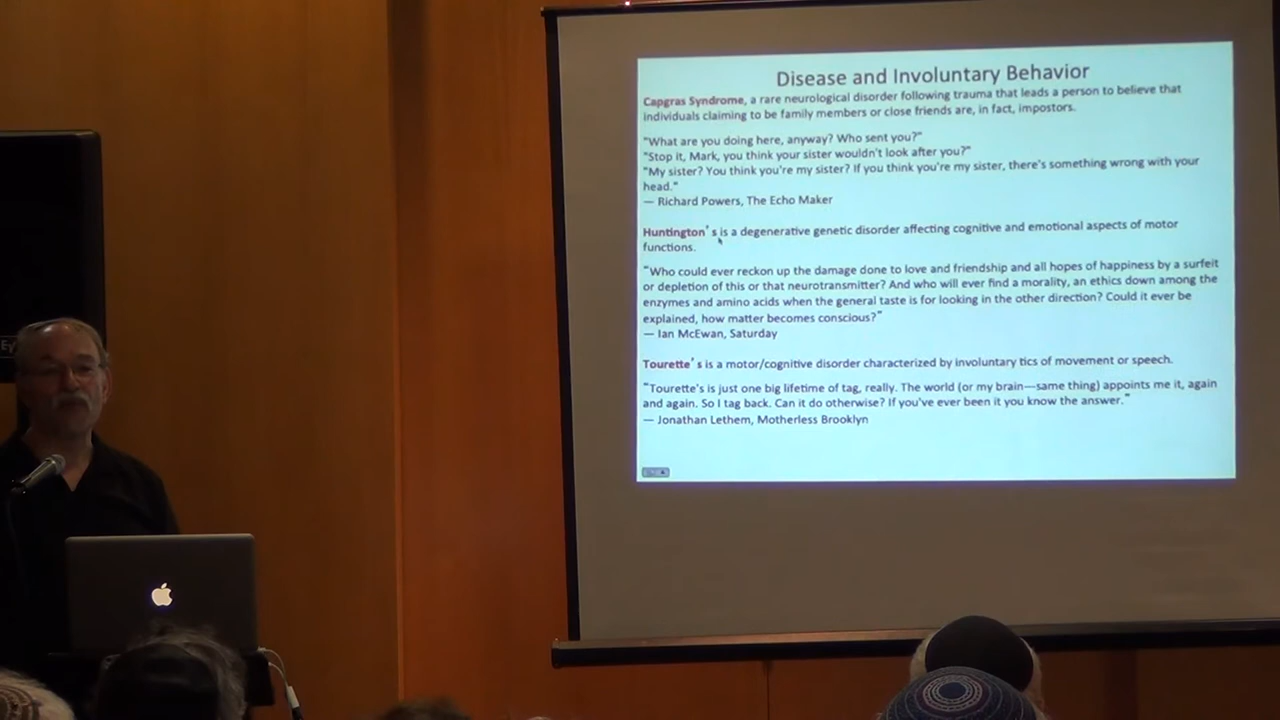 Disease and Involuntary Behavior
Capgras Syndrome, a rare neurological disorder following trauma that leads a person to believe that
individuals claiming to be family members or close friends are, in fact, impostors.
"What are you doing here, anyway? Who sent you?"
"Stop it, Mark, you think your sister wouldn't look after you?"
"My sister? You think you're my sister? If you think you're my sister, there's something wrong with your
head."
— Richard Powers, The Echo Maker
Huntington's is a degenerative genetic disorder affecting cognitive and emotional aspects of motor
functions.
"Who could ever reckon up the damage done to love and friendship and all hopes of happiness by a surfeit
or depletion of this or that neurotransmitter? And who will ever find a morality, an ethics down among the
enzymes and amino acids when the general taste is for looking in the other direction? Could it ever be
explained, how matter becomes conscious?"
— Ian McEwan, Saturday
Tourette's is a motor/cognitive disorder characterized by involuntary tics of movement or speech.
"Tourette's is just one big lifetime of tag, really. The world (or my brain—same thing) appoints me it, again
and again. So I tag back. Can it do otherwise? If you've ever been it you know the answer."
— Jonathan Lethem, Motherless Brooklyn